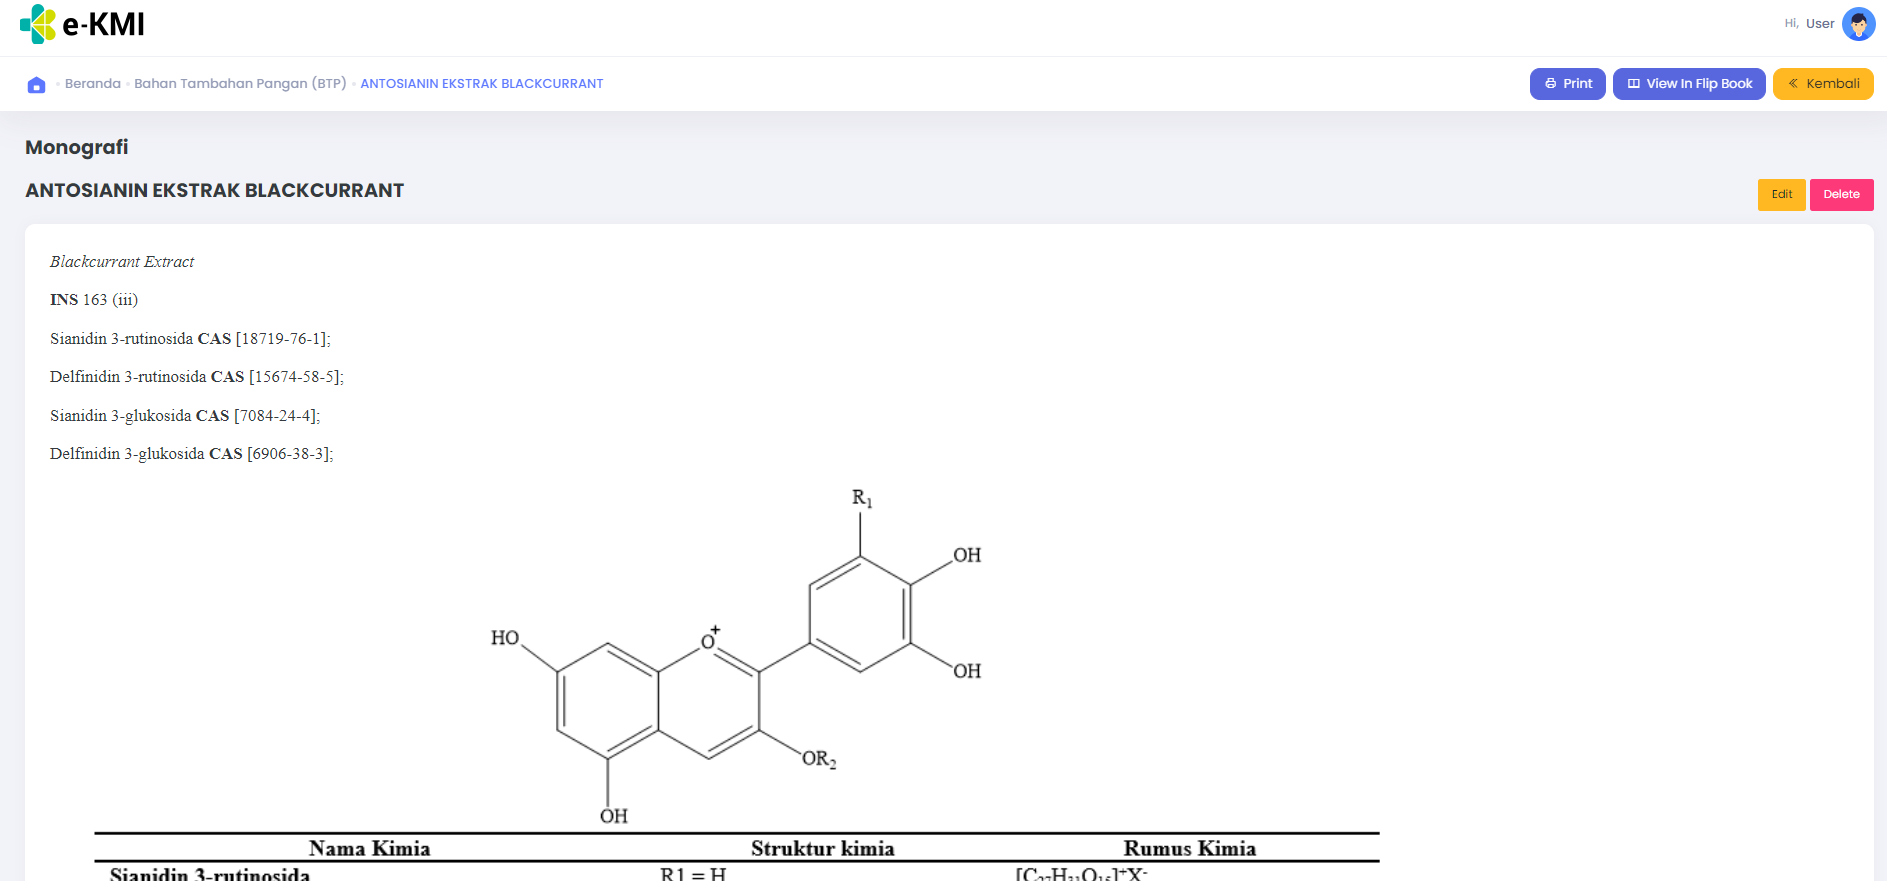 e-KMI
Hi, User
Beranda Bahan Tambahan Pangan (BTP) ANTOSIANIN EKSTRAK BLACKCURRANT
Print View In Flip Book Kembali
Monografi
ANTOSIANIN EKSTRAK BLACKCURRANT
Edit Delete
Blackcurrant Extract
INS 163 (iii)
Sianidin 3-rutinosida CAS [18719-76-1];
Delfinidin 3-rutinosida CAS [15674-58-5];
Sianidin 3-glukosida CAS [7084-24-4];
Delfinidin 3-glukosida CAS [6906-38-3];
R₁
OH
HO
O⁺
OH
OR₂
OH
Nama Kimia Struktur kimia Rumus Kimia
Sianidin 3-rutinosida R1 = H [C₂₇H₃₁O₁₅]⁺X⁻